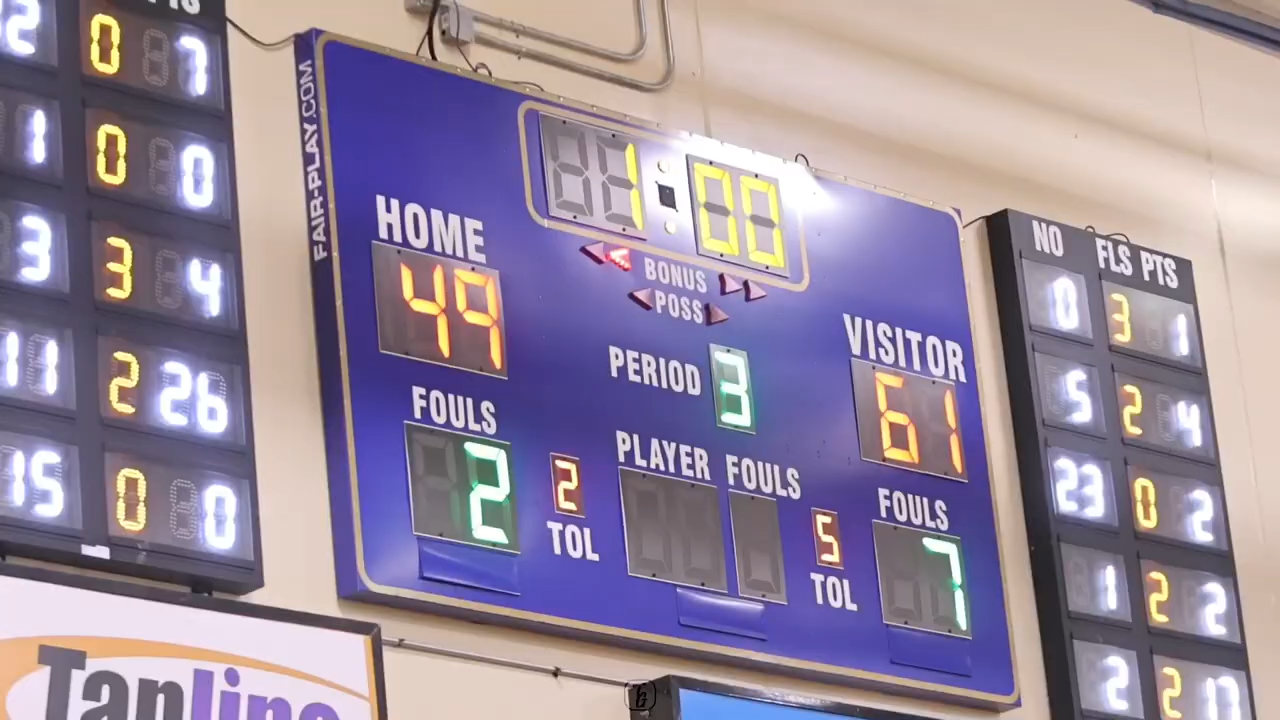 PTS
2 0 7
1 0 0
3 3 4
11 2 26
15 0 0
FAIR-PLAY.COM
1:00
HOME
49
BONUS
POSS
PERIOD 3
VISITOR
61
FOULS
2
2
TOL
PLAYER FOULS
5
TOL
FOULS
7
NO FLS PTS
0 3 1
5 2 4
23 0 2
1 2 2
2 2 17
Tanline